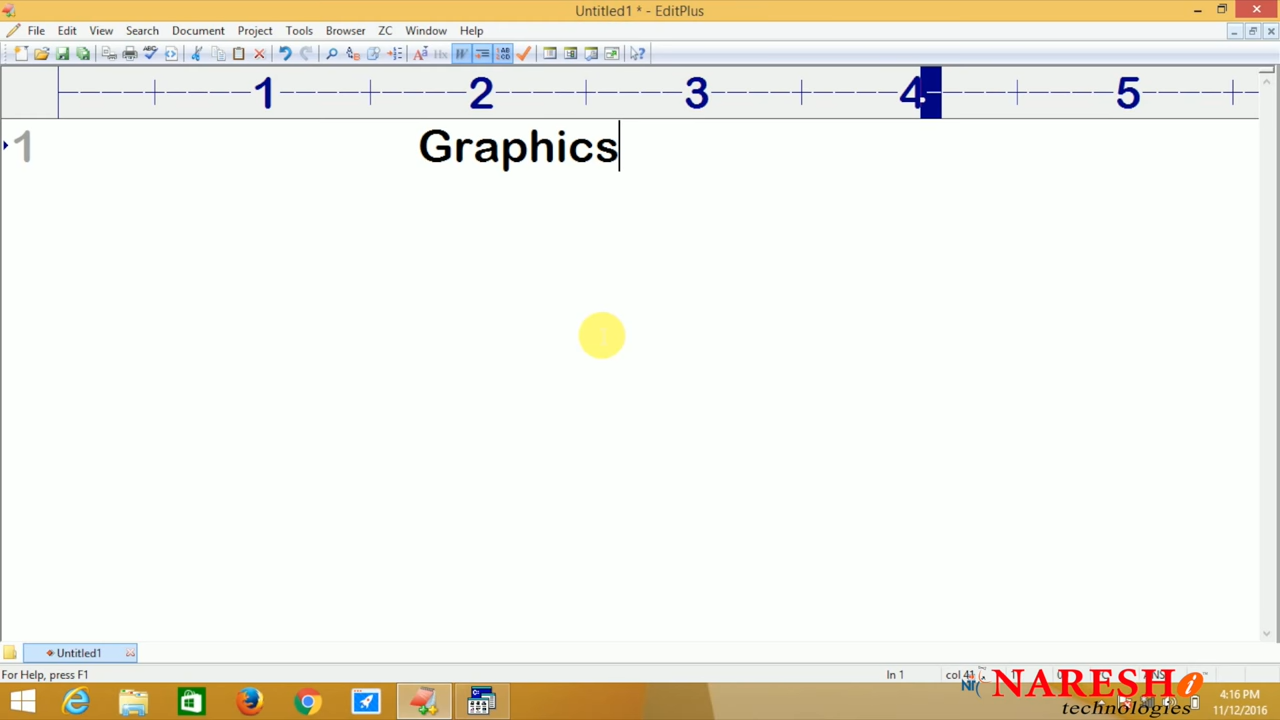 Untitled1 * - EditPlus
File Edit View Search Document Project Tools Browser ZC Window Help
1 2 3 4 5
1 Graphics
Untitled1
For Help, press F1 ln 1 col 41
NARESH i
technologies
4:16 PM
11/12/2016